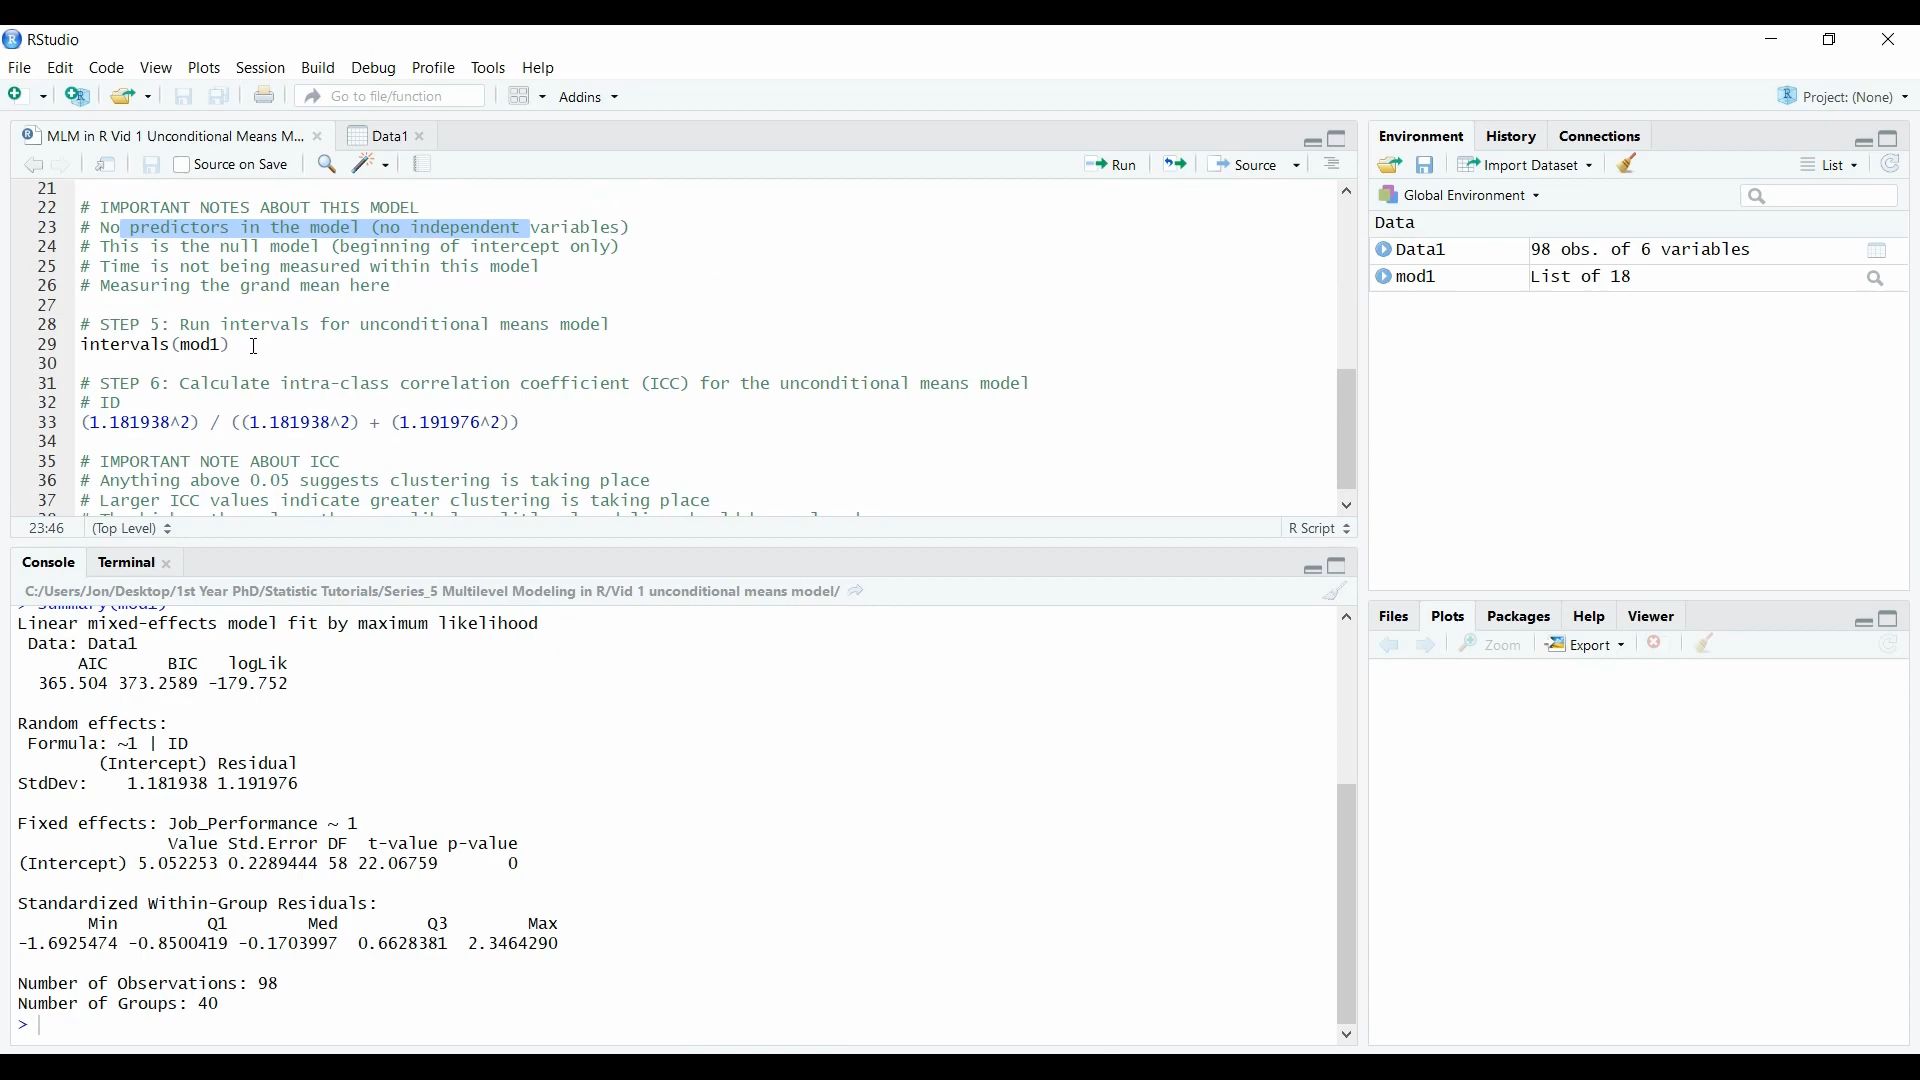 RStudio
File Edit Code View Plots Session Build Debug Profile Tools Help
Go to file/function Addins Project: (None)
MLM in R Vid 1 Unconditional Means M... Data1
Source on Save Run Source
21
22 # IMPORTANT NOTES ABOUT THIS MODEL
23 # No predictors in the model (no independent variables)
24 # This is the null model (beginning of intercept only)
25 # Time is not being measured within this model
26 # Measuring the grand mean here
27
28 # STEP 5: Run intervals for unconditional means model
29 intervals(mod1)
30
31 # STEP 6: Calculate intra-class correlation coefficient (ICC) for the unconditional means model
32 # ID
33 (1.181938^2) / ((1.181938^2) + (1.191976^2))
34
35 # IMPORTANT NOTE ABOUT ICC
36 # Anything above 0.05 suggests clustering is taking place
37 # Larger ICC values indicate greater clustering is taking place
23:46 (Top Level) R Script
Console Terminal
C:/Users/Jon/Desktop/1st Year PhD/Statistic Tutorials/Series_5 Multilevel Modeling in R/Vid 1 unconditional means model/
> summary(mod1)
Linear mixed-effects model fit by maximum likelihood
Data: Data1
AIC BIC logLik
365.504 373.2589 -179.752
Random effects:
Formula: ~1 | ID
(Intercept) Residual
StdDev: 1.181938 1.191976
Fixed effects: Job_Performance ~ 1
Value Std.Error DF t-value p-value
(Intercept) 5.052253 0.2289444 58 22.06759 0
Standardized Within-Group Residuals:
Min Q1 Med Q3 Max
-1.6925474 -0.8500419 -0.1703997 0.6628381 2.3464290
Number of Observations: 98
Number of Groups: 40
>
Environment History Connections
Import Dataset List
Global Environment
Data
Data1 98 obs. of 6 variables
mod1 List of 18
Files Plots Packages Help Viewer
Zoom Export